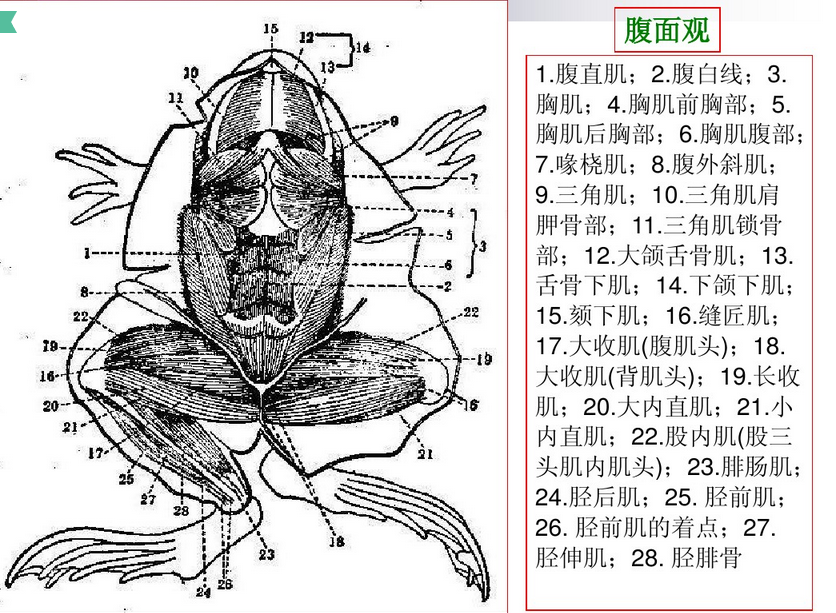 腹面观
1.腹直肌；2.腹白线；3.
胸肌；4.胸肌前胸部；5.
胸肌后胸部；6.胸肌腹部；
7.喙桡肌；8.腹外斜肌；
9.三角肌；10.三角肌肩
胛骨部；11.三角肌锁骨
部；12.大颌舌骨肌；13.
舌骨下肌；14.下颌下肌；
15.颏下肌；16.缝匠肌；
17.大收肌(腹肌头)；18.
大收肌(背肌头)；19.长收
肌；20.大内直肌；21.小
内直肌；22.股内肌(股三
头肌内肌头)；23.腓肠肌；
24.胫后肌；25. 胫前肌；
26. 胫前肌的着点；27.
胫伸肌；28. 胫腓骨
15
12
14
13
10
11
9
7
4
5
3
1
6
2
8
22
22
19
19
16
16
20
21
21
17
25
27
28
18
23
24
26